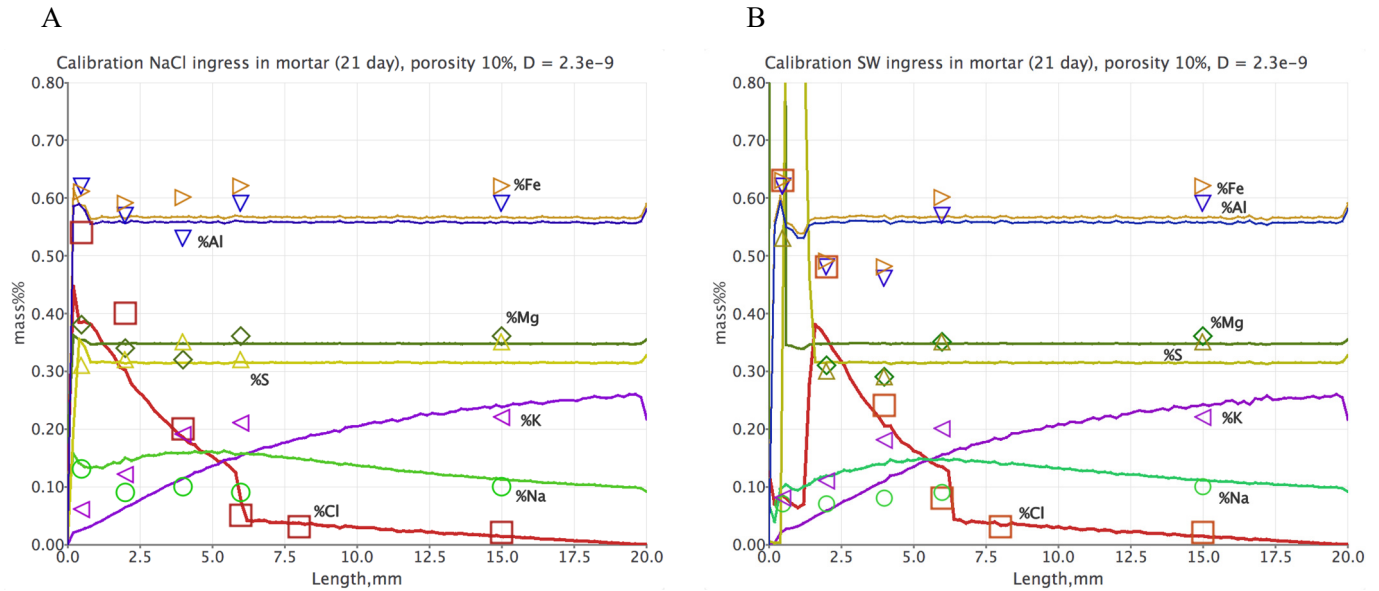 A
B
Calibration NaCl ingress in mortar (21 day), porosity 10%, D = 2.3e-9
mass%%
0.80
0.70
0.60
0.50
0.40
0.30
0.20
0.10
0.00
%Fe
%Al
%Mg
%S
%K
%Na
%Cl
0.0
2.5
5.0
7.5
10.0
12.5
15.0
17.5
20.0
Length,mm
Calibration SW ingress in mortar (21 day), porosity 10%, D = 2.3e-9
mass%%
0.80
0.70
0.60
0.50
0.40
0.30
0.20
0.10
0.00
%Fe
%Al
%Mg
%S
%K
%Na
%Cl
0.0
2.5
5.0
7.5
10.0
12.5
15.0
17.5
20.0
Length,mm